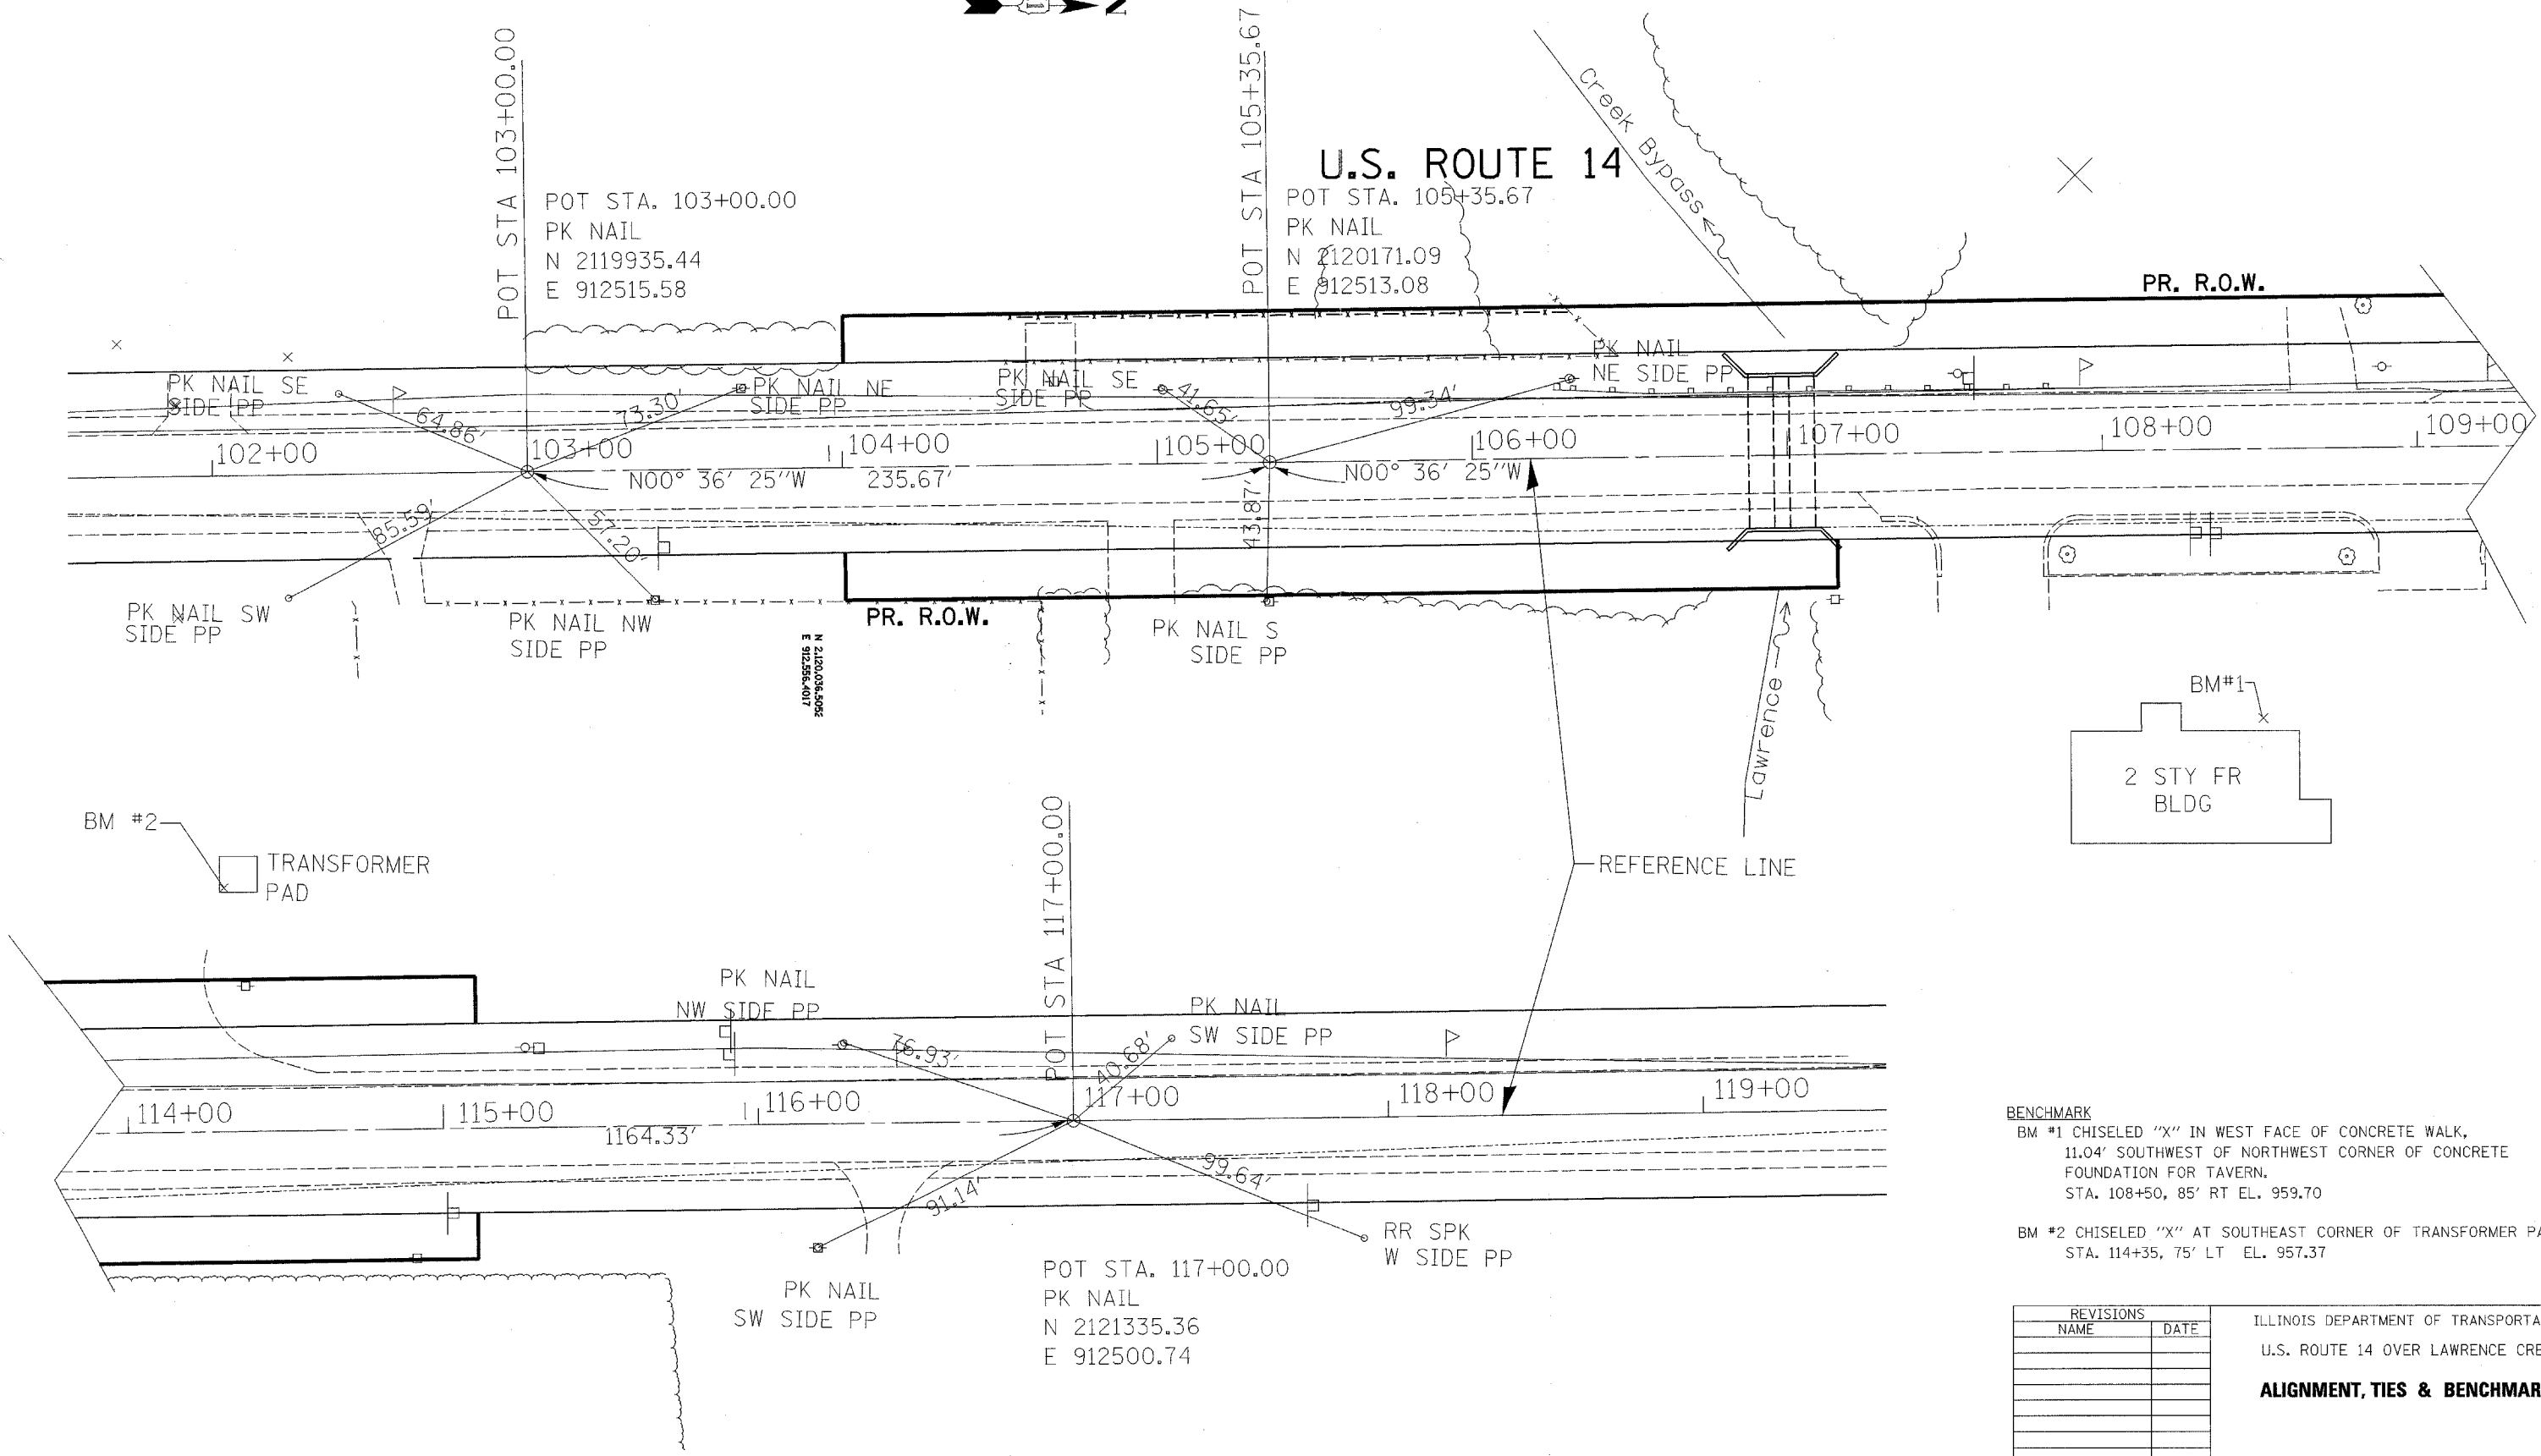 N
POT STA 103+00.00
POT STA. 103+00.00
PK NAIL
N 2119935.44
E 912515.58
POT STA 105+35.67
U.S. ROUTE 14
POT STA. 105+35.67
PK NAIL
N 2120171.09
E 912513.08
Creek Bypass
PR. R.O.W.
PK NAIL SE
SIDE PP
64.86'
73.30'
PK NAIL NE
SIDE PP
PK NAIL SE
SIDE PP
41.65'
99.34'
PK NAIL
NE SIDE PP
102+00
103+00
104+00
105+00
106+00
107+00
108+00
109+00
N00° 36' 25"W
235.67'
N00° 36' 25"W
85.59'
57.20'
43.87'
PK NAIL SW
SIDE PP
PK NAIL NW
SIDE PP
PR. R.O.W.
N 2,120,036.5052
E 912,556.4017
PK NAIL S
SIDE PP
Lawrence
BM#1
2 STY FR
BLDG
BM #2
TRANSFORMER
PAD
REFERENCE LINE
POT STA 117+00.00
PK NAIL
NW SIDE PP
76.93'
40.68'
PK NAIL
SW SIDE PP
114+00
115+00
116+00
117+00
118+00
119+00
1164.33'
91.14'
99.64'
PK NAIL
SW SIDE PP
RR SPK
W SIDE PP
POT STA. 117+00.00
PK NAIL
N 2121335.36
E 912500.74
BENCHMARK
BM #1 CHISELED "X" IN WEST FACE OF CONCRETE WALK,
11.04' SOUTHWEST OF NORTHWEST CORNER OF CONCRETE
FOUNDATION FOR TAVERN.
STA. 108+50, 85' RT EL. 959.70
BM #2 CHISELED "X" AT SOUTHEAST CORNER OF TRANSFORMER PA
STA. 114+35, 75' LT EL. 957.37
REVISIONS
NAME DATE
ILLINOIS DEPARTMENT OF TRANSPORTA
U.S. ROUTE 14 OVER LAWRENCE CRE
ALIGNMENT, TIES & BENCHMAR